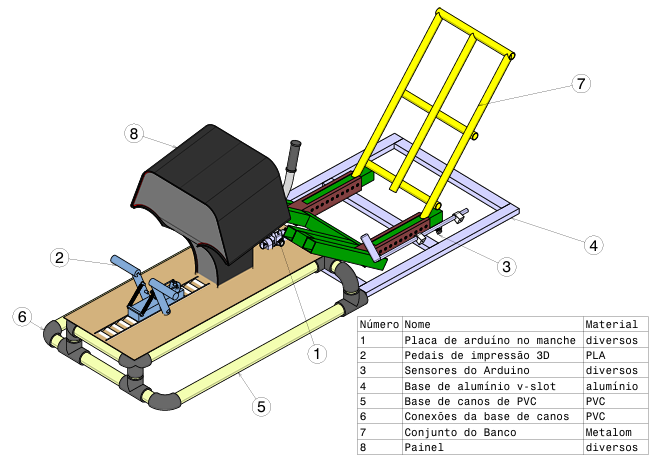 7
8
2
4
3
6
1
5
Número Nome Material
1 Placa de arduíno no manche diversos
2 Pedais de impressão 3D PLA
3 Sensores do Arduino diversos
4 Base de alumínio v-slot alumínio
5 Base de canos de PVC PVC
6 Conexões da base de canos PVC
7 Conjunto do Banco Metalom
8 Painel diversos